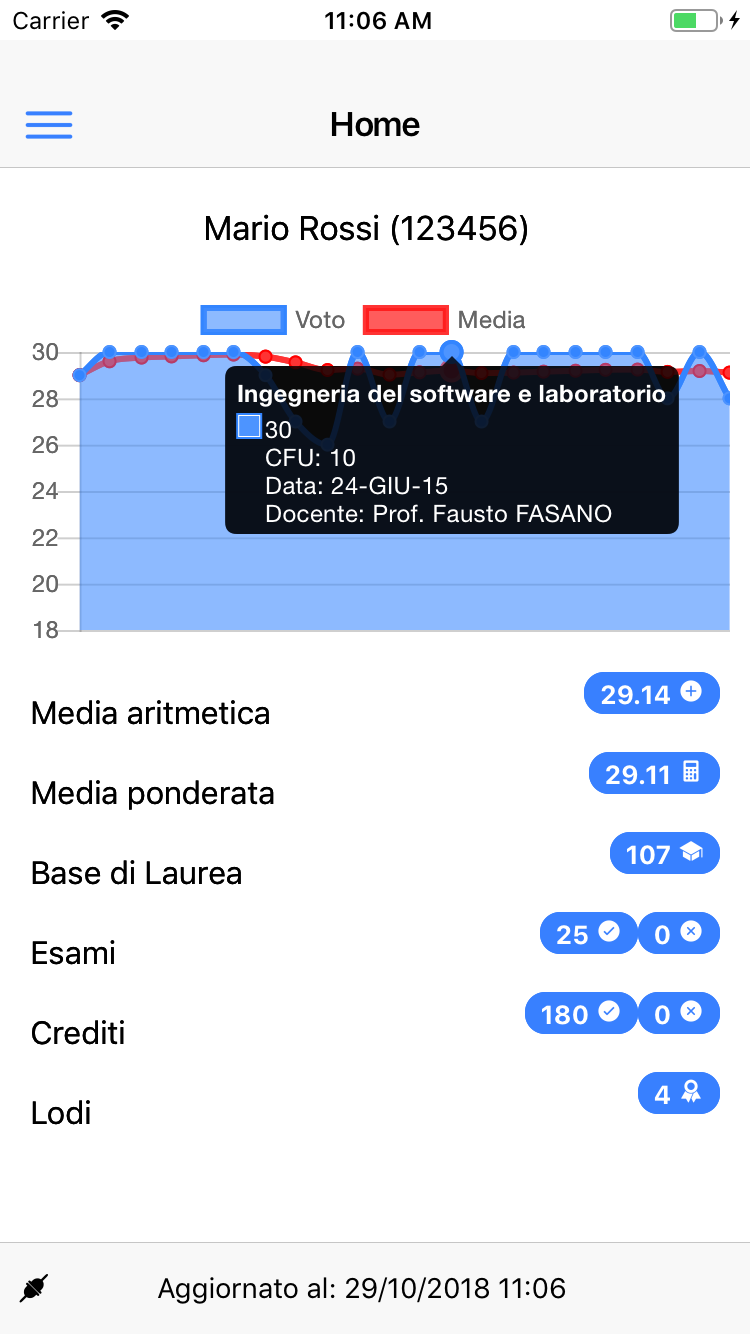 Carrier 11:06 AM
Home
Mario Rossi (123456)
Voto Media
30
28
26
24
22
20
18
Ingegneria del software e laboratorio
30
CFU: 10
Data: 24-GIU-15
Docente: Prof. Fausto FASANO
Media aritmetica 29.14
Media ponderata 29.11
Base di Laurea 107
Esami 25 0
Crediti 180 0
Lodi 4
Aggiornato al: 29/10/2018 11:06